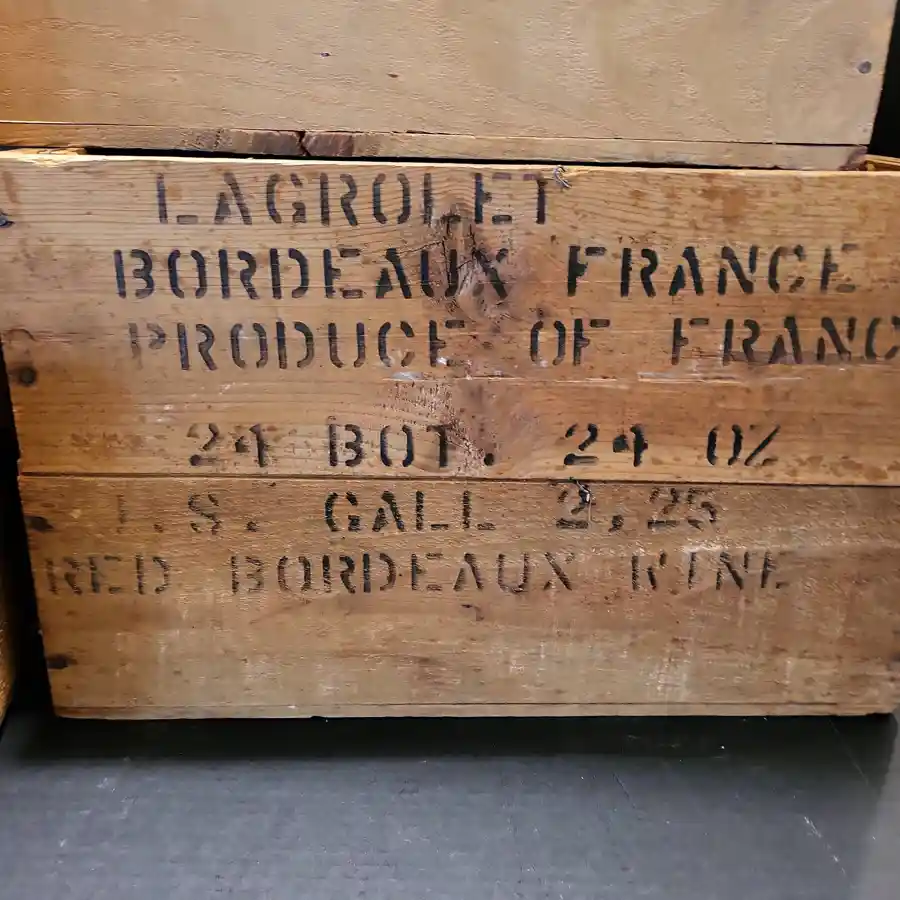 LAGROLET
BORDEAUX FRANCE
PRODUCE OF FRANC
24 BOT. 24 OZ
U.S. GALL 2,25
RED BORDEAUX WINE